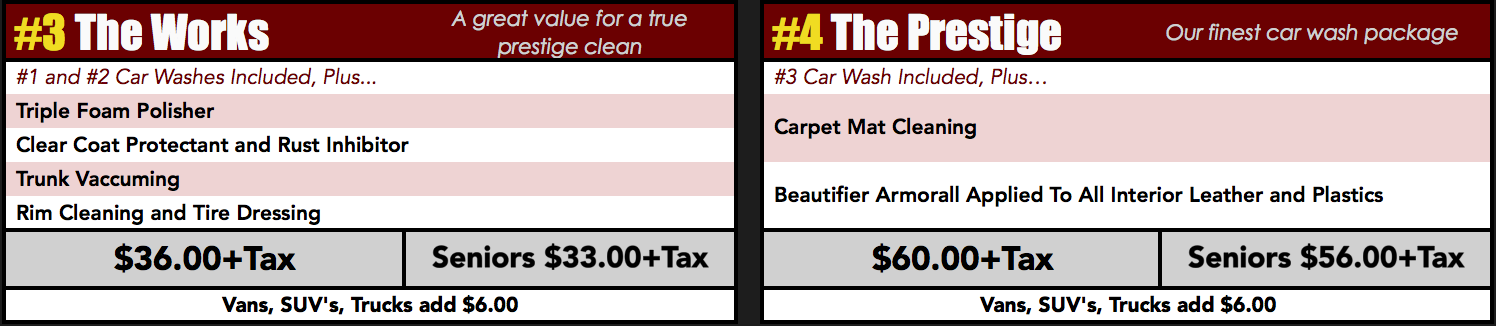 #3 The Works
A great value for a true
prestige clean
#1 and #2 Car Washes Included, Plus...
Triple Foam Polisher
Clear Coat Protectant and Rust Inhibitor
Trunk Vaccuming
Rim Cleaning and Tire Dressing
$36.00+Tax
Seniors $33.00+Tax
Vans, SUV's, Trucks add $6.00
#4 The Prestige
Our finest car wash package
#3 Car Wash Included, Plus…
Carpet Mat Cleaning
Beautifier Armorall Applied To All Interior Leather and Plastics
$60.00+Tax
Seniors $56.00+Tax
Vans, SUV's, Trucks add $6.00